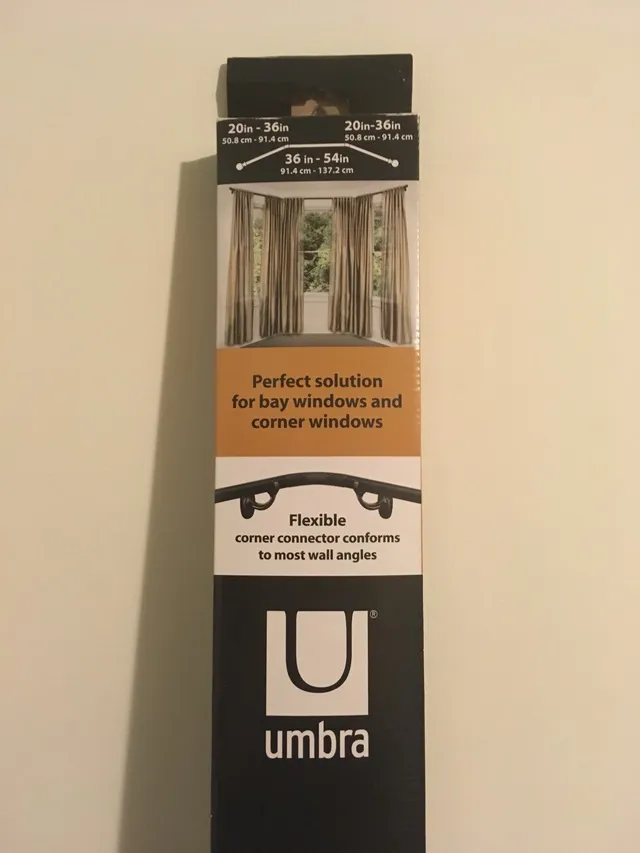 20in - 36in
50.8 cm - 91.4 cm
20in-36in
50.8 cm - 91.4 cm
36 in - 54in
91.4 cm - 137.2 cm
Perfect solution
for bay windows and
corner windows
Flexible
corner connector conforms
to most wall angles
U®
umbra